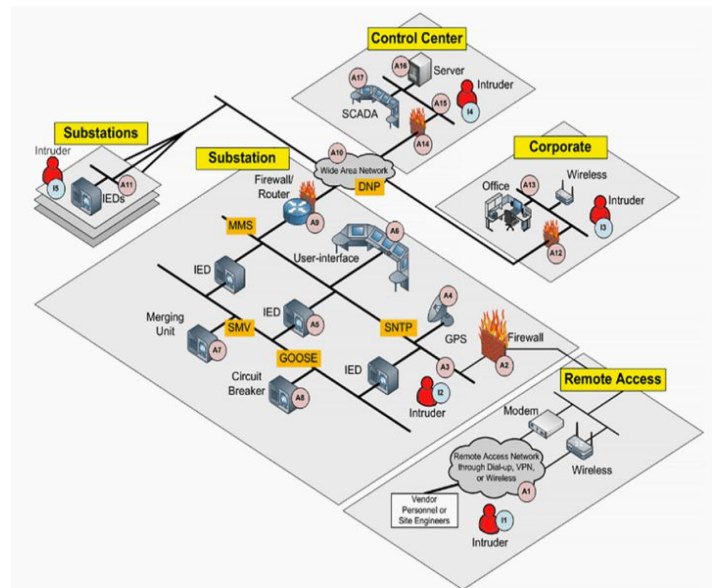 Control Center
A16
Server
A17
Intruder
SCADA
A15
I4
A14
Substations
Intruder
A11
I5
IEDs
A10
Wide Area Network
DNP
Substation
Firewall/
Router
A9
Corporate
Wireless
Office
A13
Intruder
I3
A12
MMS
A6
User-interface
IED
IED
A5
A4
SNTP
GPS
Firewall
Merging
Unit
SMV
A7
GOOSE
A3
A2
Circuit
Breaker
A8
IED
I2
Intruder
Remote Access
Modem
Wireless
Remote Access Network
through Dial-up, VPN,
or Wireless
A1
Vendor
Personnel or
Site Engineers
I1
Intruder